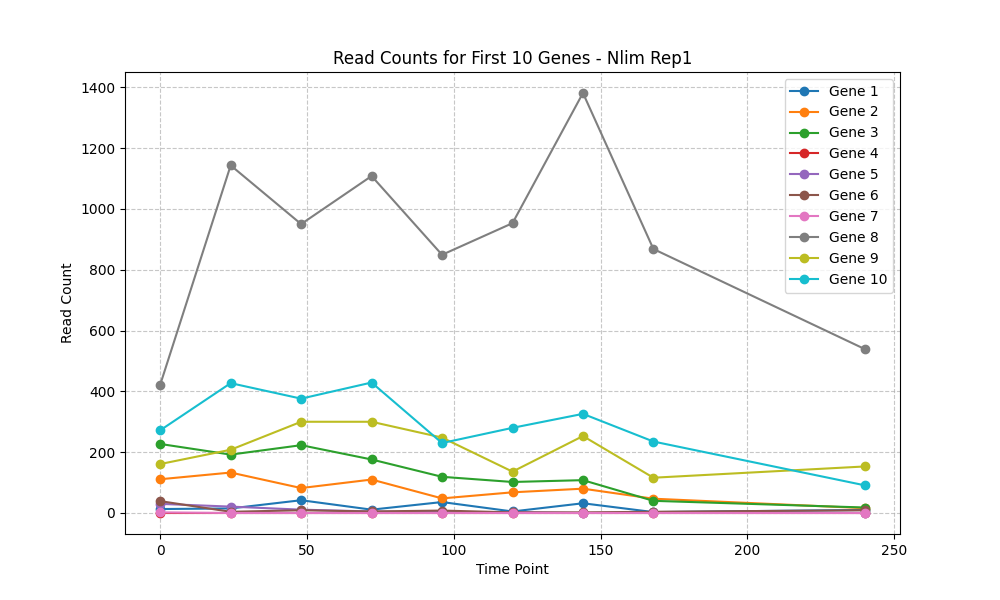 Read Counts for First 10 Genes - Nlim Rep1
1400
1200
1000
800
600
400
200
0
Read Count
0
50
100
150
200
250
Time Point
Gene 1
Gene 2
Gene 3
Gene 4
Gene 5
Gene 6
Gene 7
Gene 8
Gene 9
Gene 10